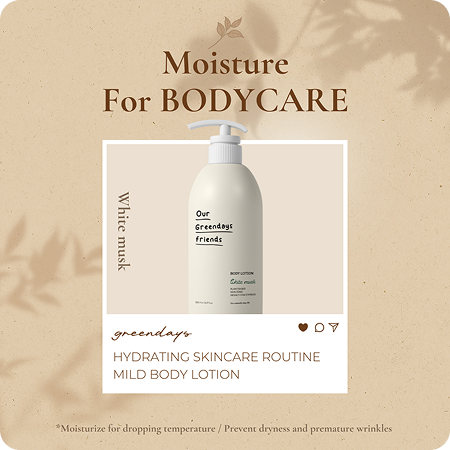 Moisture
For BODYCARE
White musk
Our
Greendays
friends
BODY LOTION
White musk
greendays
HYDRATING SKINCARE ROUTINE
MILD BODY LOTION
*Moisturize for dropping temperature / Prevent dryness and premature wrinkles